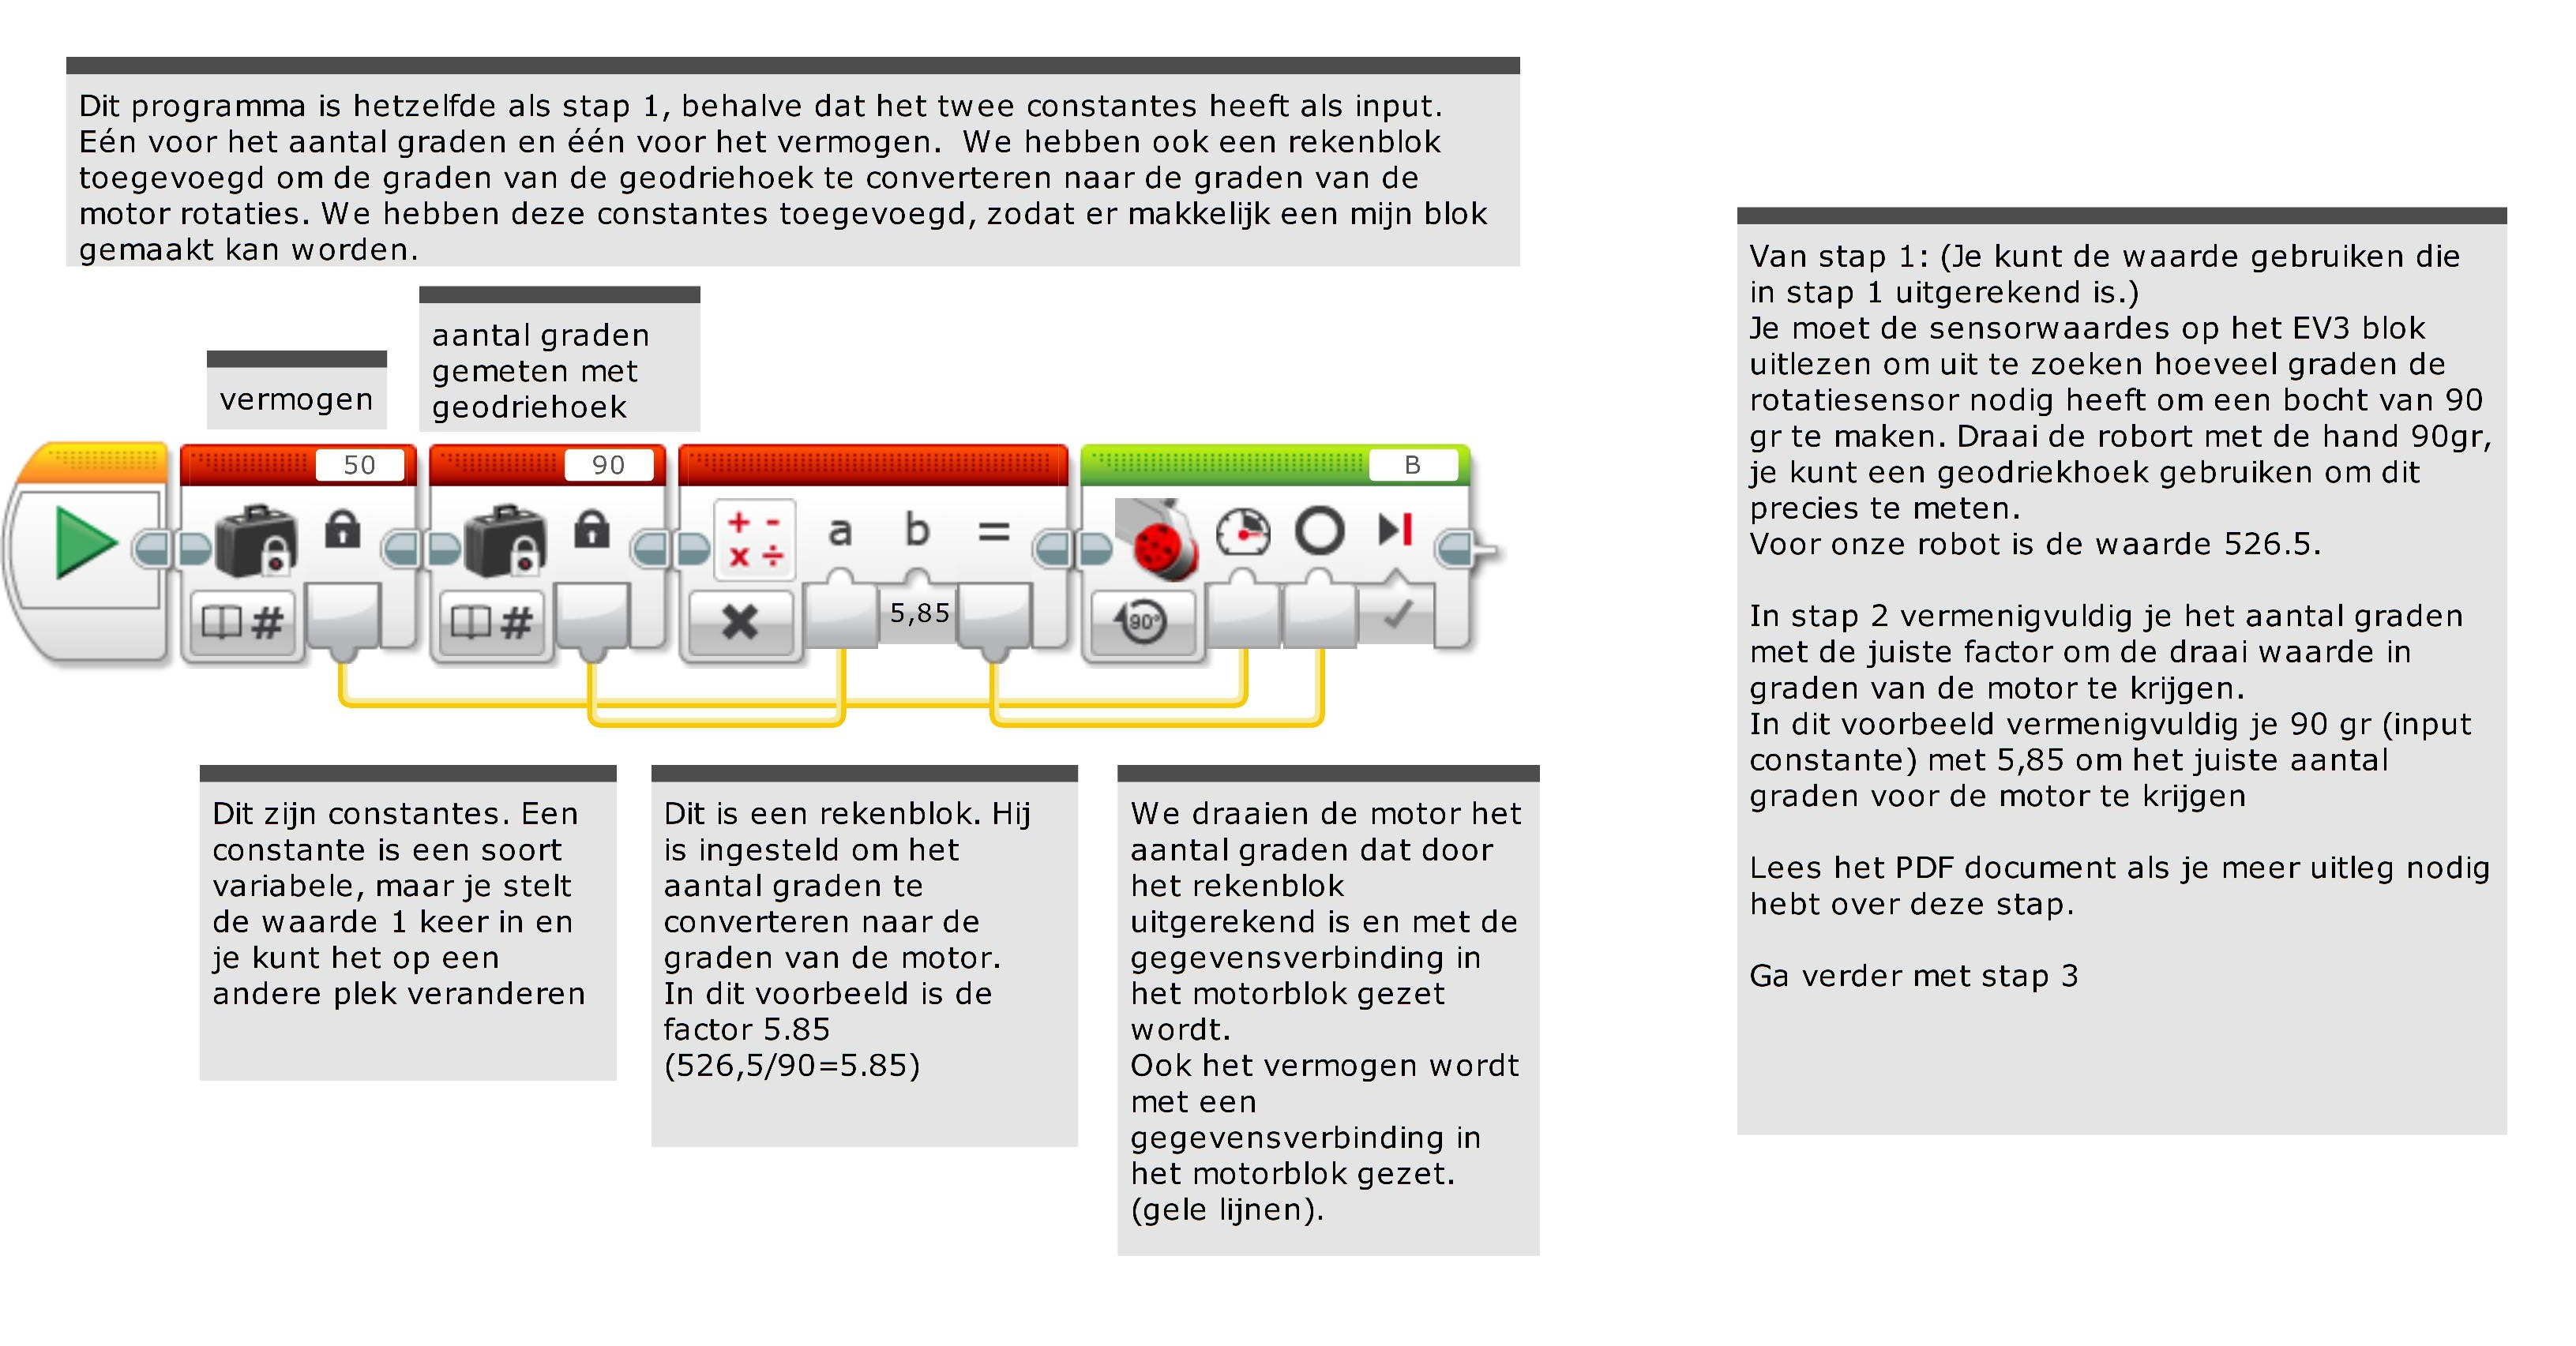 Dit programma is hetzelfde als stap 1, behalve dat het twee constantes heeft als input.
Eén voor het aantal graden en één voor het vermogen.  We hebben ook een rekenblok
toegevoegd om de graden van de geodriehoek te converteren naar de graden van de
motor rotaties. We hebben deze constantes toegevoegd, zodat er makkelijk een mijn blok
gemaakt kan worden.
vermogen
aantal graden
gemeten met
geodriehoek
50
90
B
a b =
#
#
5,85
90°
Dit zijn constantes. Een
constante is een soort
variabele, maar je stelt
de waarde 1 keer in en
je kunt het op een
andere plek veranderen
Dit is een rekenblok. Hij
is ingesteld om het
aantal graden te
converteren naar de
graden van de motor.
In dit voorbeeld is de
factor 5.85
(526,5/90=5.85)
We draaien de motor het
aantal graden dat door
het rekenblok
uitgerekend is en met de
gegevensverbinding in
het motorblok gezet
wordt.
Ook het vermogen wordt
met een
gegevensverbinding in
het motorblok gezet.
(gele lijnen).
Van stap 1: (Je kunt de waarde gebruiken die
in stap 1 uitgerekend is.)
Je moet de sensorwaardes op het EV3 blok
uitlezen om uit te zoeken hoeveel graden de
rotatiesensor nodig heeft om een bocht van 90
gr te maken. Draai de robort met de hand 90gr,
je kunt een geodriekhoek gebruiken om dit
precies te meten.
Voor onze robot is de waarde 526.5.
In stap 2 vermenigvuldig je het aantal graden
met de juiste factor om de draai waarde in
graden van de motor te krijgen.
In dit voorbeeld vermenigvuldig je 90 gr (input
constante) met 5,85 om het juiste aantal
graden voor de motor te krijgen
Lees het PDF document als je meer uitleg nodig
hebt over deze stap.
Ga verder met stap 3